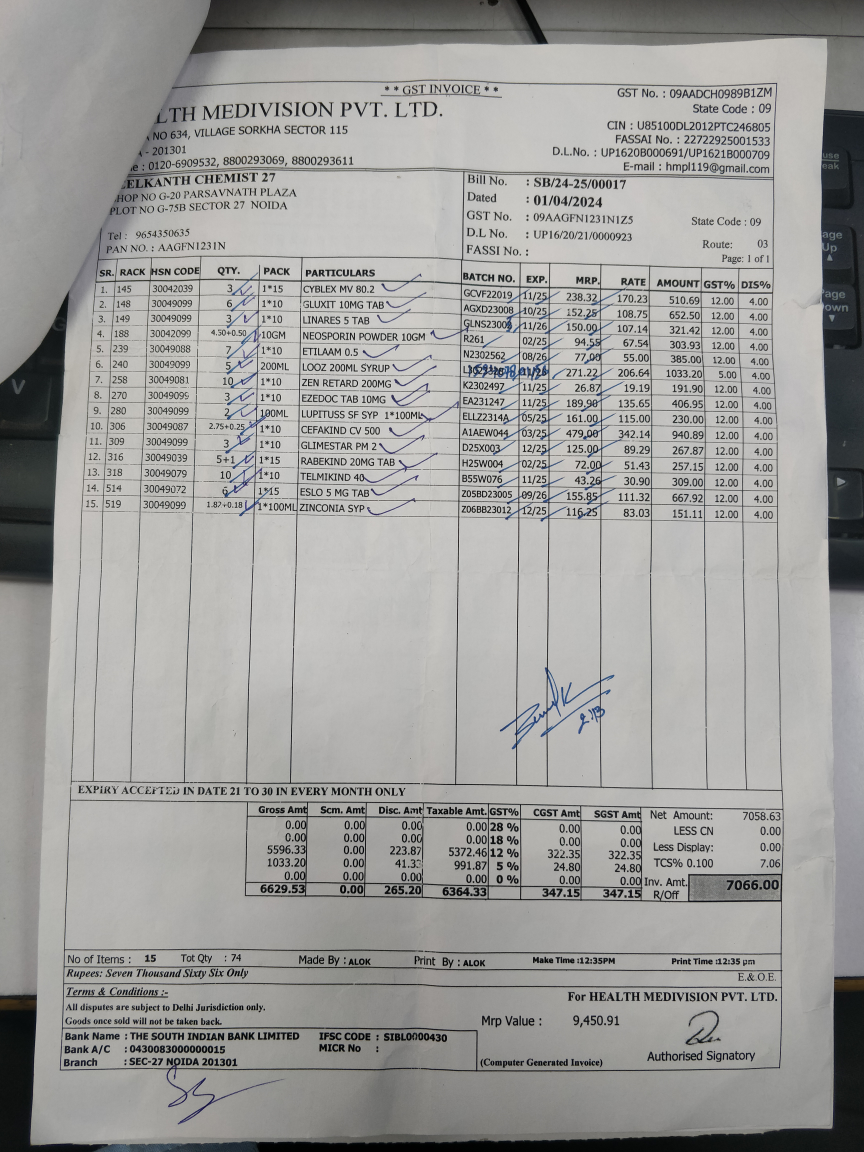 * * GST INVOICE * *
LTH MEDIVISION PVT. LTD.
NO 634, VILLAGE SORKHA SECTOR 115
- 201301
: 0120-6909532, 8800293069, 8800293611
GST No. : 09AADCH0989B1ZM
State Code : 09
CIN : U85100DL2012PTC246805
FASSAI No. : 22722925001533
D.L.No. : UP1620B000691/UP1621B000709
E-mail : hmpl119@gmail.com
ELKANTH CHEMIST 27
HOP NO G-20 PARSAVNATH PLAZA
PLOT NO G-75B SECTOR 27 NOIDA
Tel : 9654350635
PAN NO. : AAGFN1231N
Bill No. : SB/24-25/00017
Dated : 01/04/2024
GST No. : 09AAGFN1231N1Z5 State Code : 09
D.L No. : UP16/20/21/0000923
Route: 03
FASSI No. :
Page: 1 of 1
SR. RACK HSN CODE QTY. PACK PARTICULARS BATCH NO. EXP. MRP. RATE AMOUNT GST% DIS%
1. 145 30042039 3 1*15 CYBLEX MV 80.2 GCVF22019 11/25 238.32 170.23 510.69 12.00 4.00
2. 148 30049099 6 1*10 GLUXIT 10MG TAB AGXD23008 10/25 152.25 108.75 652.50 12.00 4.00
3. 149 30049099 3 1*10 LINARES 5 TAB 11/26 150.00 107.14 321.42 12.00 4.00
4. 188 30042099 4.50+0.50 10GM NEOSPORIN POWDER 10GM R261 02/25 94.55 67.54 303.93 12.00 4.00
5. 239 30049088 7 1*10 ETILAAM 0.5 N2302562 08/26 77.00 55.00 385.00 12.00 4.00
6. 240 30049099 5 200ML LOOZ 200ML SYRUP 271.22 206.64 1033.20 5.00 4.00
7. 258 30049081 10 1*10 ZEN RETARD 200MG K2302497 11/25 26.87 19.19 191.90 12.00 4.00
8. 270 30049099 3 1*10 EZEDOC TAB 10MG EA231247 11/25 189.90 135.65 406.95 12.00 4.00
9. 280 30049099 2 100ML LUPITUSS SF SYP 1*100ML ELLZ2314A 05/25 161.00 115.00 230.00 12.00 4.00
10. 306 30049087 2.75+0.25 1*10 CEFAKIND CV 500 A1AEW044 03/25 479.00 342.14 940.89 12.00 4.00
11. 309 30049099 3 1*10 GLIMESTAR PM 2 D25X003 12/25 125.00 89.29 267.87 12.00 4.00
12. 316 30049039 5+1 1*15 RABEKIND 20MG TAB H25W004 02/25 72.00 51.43 257.15 12.00 4.00
13. 318 30049079 10 1*10 TELMIKIND 40 B55W076 11/25 43.26 30.90 309.00 12.00 4.00
14. 514 30049072 6 1*15 ESLO 5 MG TAB Z05BD23005 09/26 155.85 111.32 667.92 12.00 4.00
15. 519 30049099 1.82+0.18 1*100ML ZINCONIA SYP Z06BB23012 12/25 116.25 83.03 151.11 12.00 4.00
EXPIRY ACCEPTED IN DATE 21 TO 30 IN EVERY MONTH ONLY
Gross Amt Scm. Amt Disc. Amt Taxable Amt. GST% CGST Amt SGST Amt
0.00 0.00 0.00 0.00 28 % 0.00 0.00
0.00 0.00 0.00 0.00 18 % 0.00 0.00
5596.33 0.00 223.87 5372.46 12 % 322.35 322.35
1033.20 0.00 41.33 991.87 5 % 24.80 24.80
0.00 0.00 0.00 0.00 0 % 0.00 0.00
6629.53 0.00 265.20 6364.33 347.15 347.15
Net Amount: 7058.63
LESS CN 0.00
Less Display: 0.00
TCS% 0.100 7.06
Inv. Amt. 7066.00
R/Off
No of Items : 15 Tot Qty : 74 Made By : ALOK Print By : ALOK Make Time :12:35PM Print Time :12:35 pm
Rupees: Seven Thousand Sixty Six Only E.& O.E.
Terms & Conditions :-
All disputes are subject to Delhi Jurisdiction only.
Goods once sold will not be taken back.
For HEALTH MEDIVISION PVT. LTD.
Mrp Value : 9,450.91
Bank Name : THE SOUTH INDIAN BANK LIMITED IFSC CODE : SIBL0000430
Bank A/C : 0430083000000015 MICR No :
Branch : SEC-27 NOIDA 201301
(Computer Generated Invoice)
Authorised Signatory